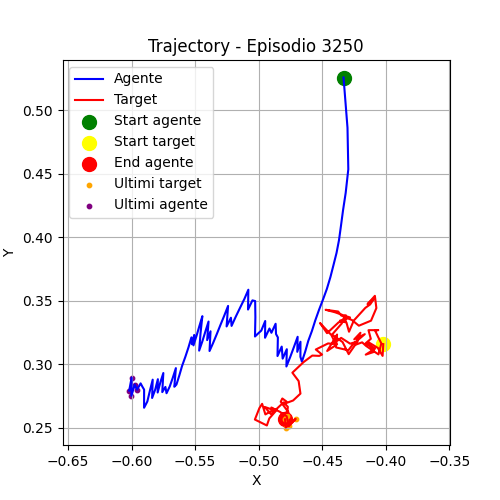 Trajectory - Episodio 3250
Agente
Target
Start agente
Start target
End agente
Ultimi target
Ultimi agente
Y
0.50
0.45
0.40
0.35
0.30
0.25
−0.65 −0.60 −0.55 −0.50 −0.45 −0.40 −0.35
X